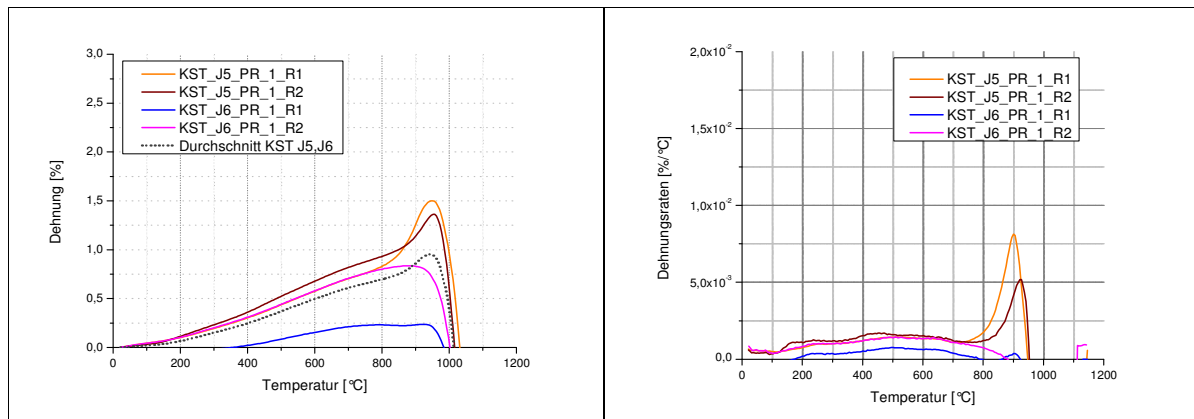 3,0
2,5
2,0
1,5
1,0
0,5
0,0
Dehnung [%]
KST_J5_PR_1_R1
KST_J5_PR_1_R2
KST_J6_PR_1_R1
KST_J6_PR_1_R2
Durchschnitt KST J5,J6
0 200 400 600 800 1000 1200
Temperatur [°C]
2,0x10-2
1,5x10-2
1,0x10-2
5,0x10-3
0,0
Dehnungsraten [%/°C]
KST_J5_PR_1_R1
KST_J5_PR_1_R2
KST_J6_PR_1_R1
KST_J6_PR_1_R2
0 200 400 600 800 1000 1200
Temperatur [°C]